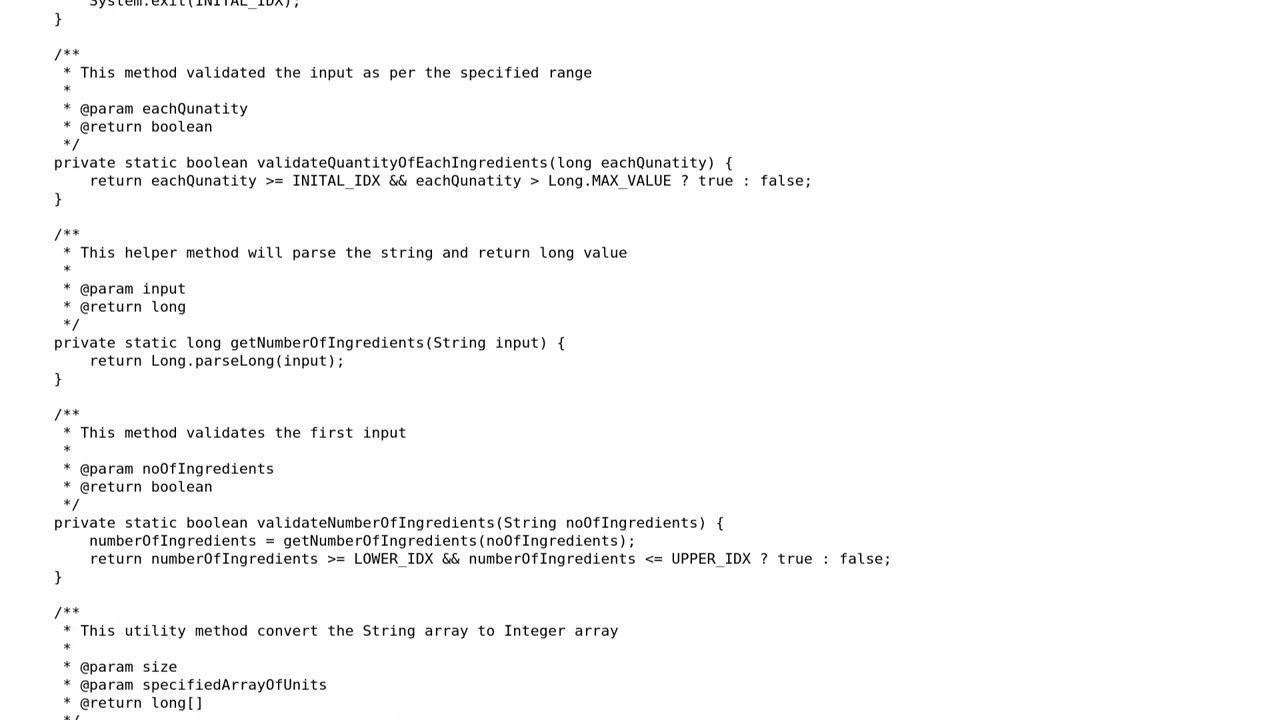 System.exit(INITAL_IDX);
}
/**
* This method validated the input as per the specified range
*
* @param eachQunatity
* @return boolean
*/
private static boolean validateQuantityOfEachIngredients(long eachQunatity) {
return eachQunatity >= INITAL_IDX && eachQunatity > Long.MAX_VALUE ? true : false;
}
/**
* This helper method will parse the string and return long value
*
* @param input
* @return long
*/
private static long getNumberOfIngredients(String input) {
return Long.parseLong(input);
}
/**
* This method validates the first input
*
* @param noOfIngredients
* @return boolean
*/
private static boolean validateNumberOfIngredients(String noOfIngredients) {
numberOfIngredients = getNumberOfIngredients(noOfIngredients);
return numberOfIngredients >= LOWER_IDX && numberOfIngredients <= UPPER_IDX ? true : false;
}
/**
* This utility method convert the String array to Integer array
*
* @param size
* @param specifiedArrayOfUnits
* @return long[]
*/